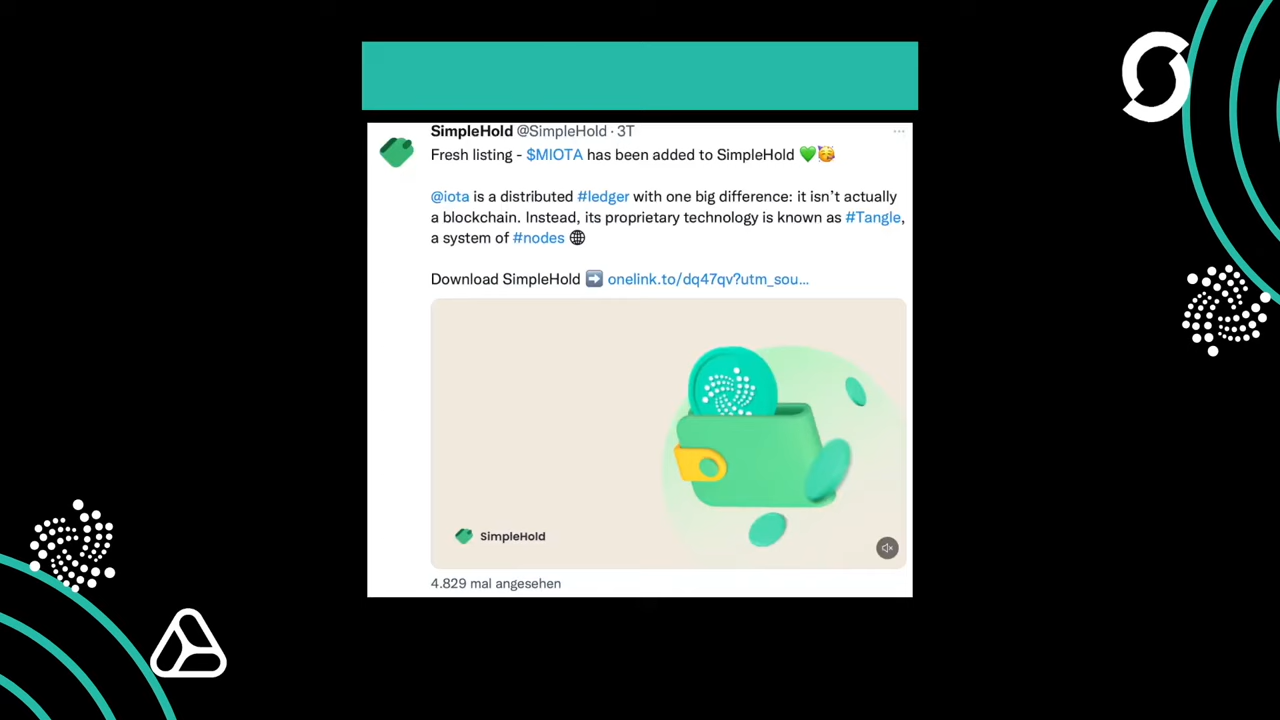 SimpleHold @SimpleHold · 3T
Fresh listing - $MIOTA has been added to SimpleHold 💚🥳
@iota is a distributed #ledger with one big difference: it isn’t actually
a blockchain. Instead, its proprietary technology is known as #Tangle,
a system of #nodes 🌐
Download SimpleHold ➡️ onelink.to/dq47qv?utm_sou…
SimpleHold
4.829 mal angesehen